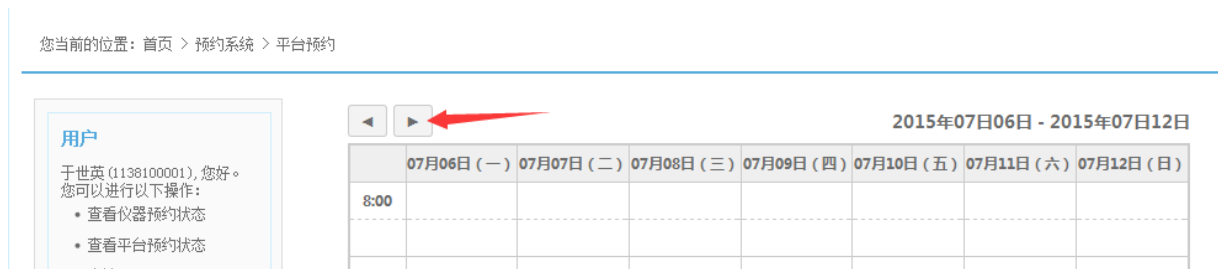 您当前的位置：首页 > 预约系统 > 平台预约
用户
于世英(1138100001),您好。
您可以进行以下操作：
• 查看仪器预约状态
• 查看平台预约状态
2015年07日06日 - 2015年07日12日
07月06日 (一) 07月07日 (二) 07月08日 (三) 07月09日 (四) 07月10日 (五) 07月11日 (六) 07月12日 (日)
8:00